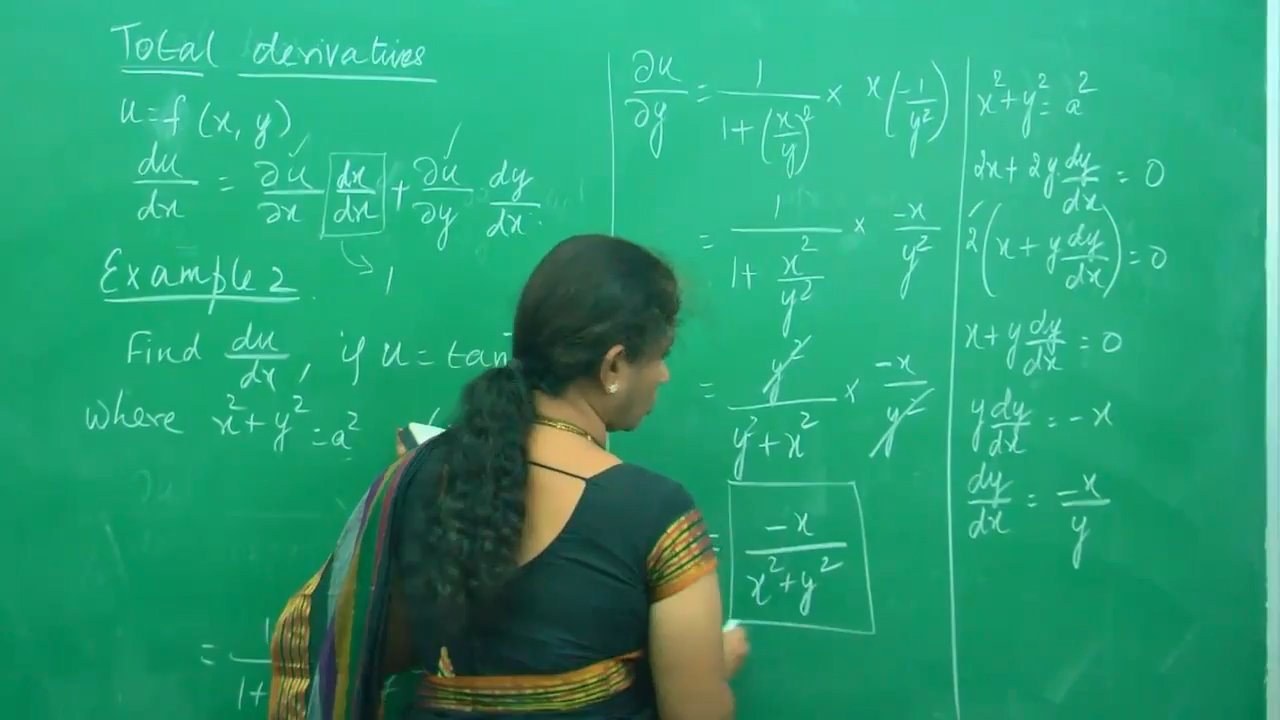 Total derivatives
u=f(x,y)
du/dx = ∂u/∂x dx/dx + ∂u/∂y dy/dx.
1
Example 2
Find du/dx, if u = tan
where x²+y²=a²
= 1
1+
∂u/∂y = 1/(1+(x/y)²) × x(-1/y²)
= 1/(1+x²/y²) × -x/y²
= y²/(y²+x²) × -x/y²
= -x/(x²+y²)
x²+y²=a²
2x+2y.dy/dx=0
2(x+y dy/dx)=0
x+y dy/dx=0
y dy/dx=-x
dy/dx = -x/y